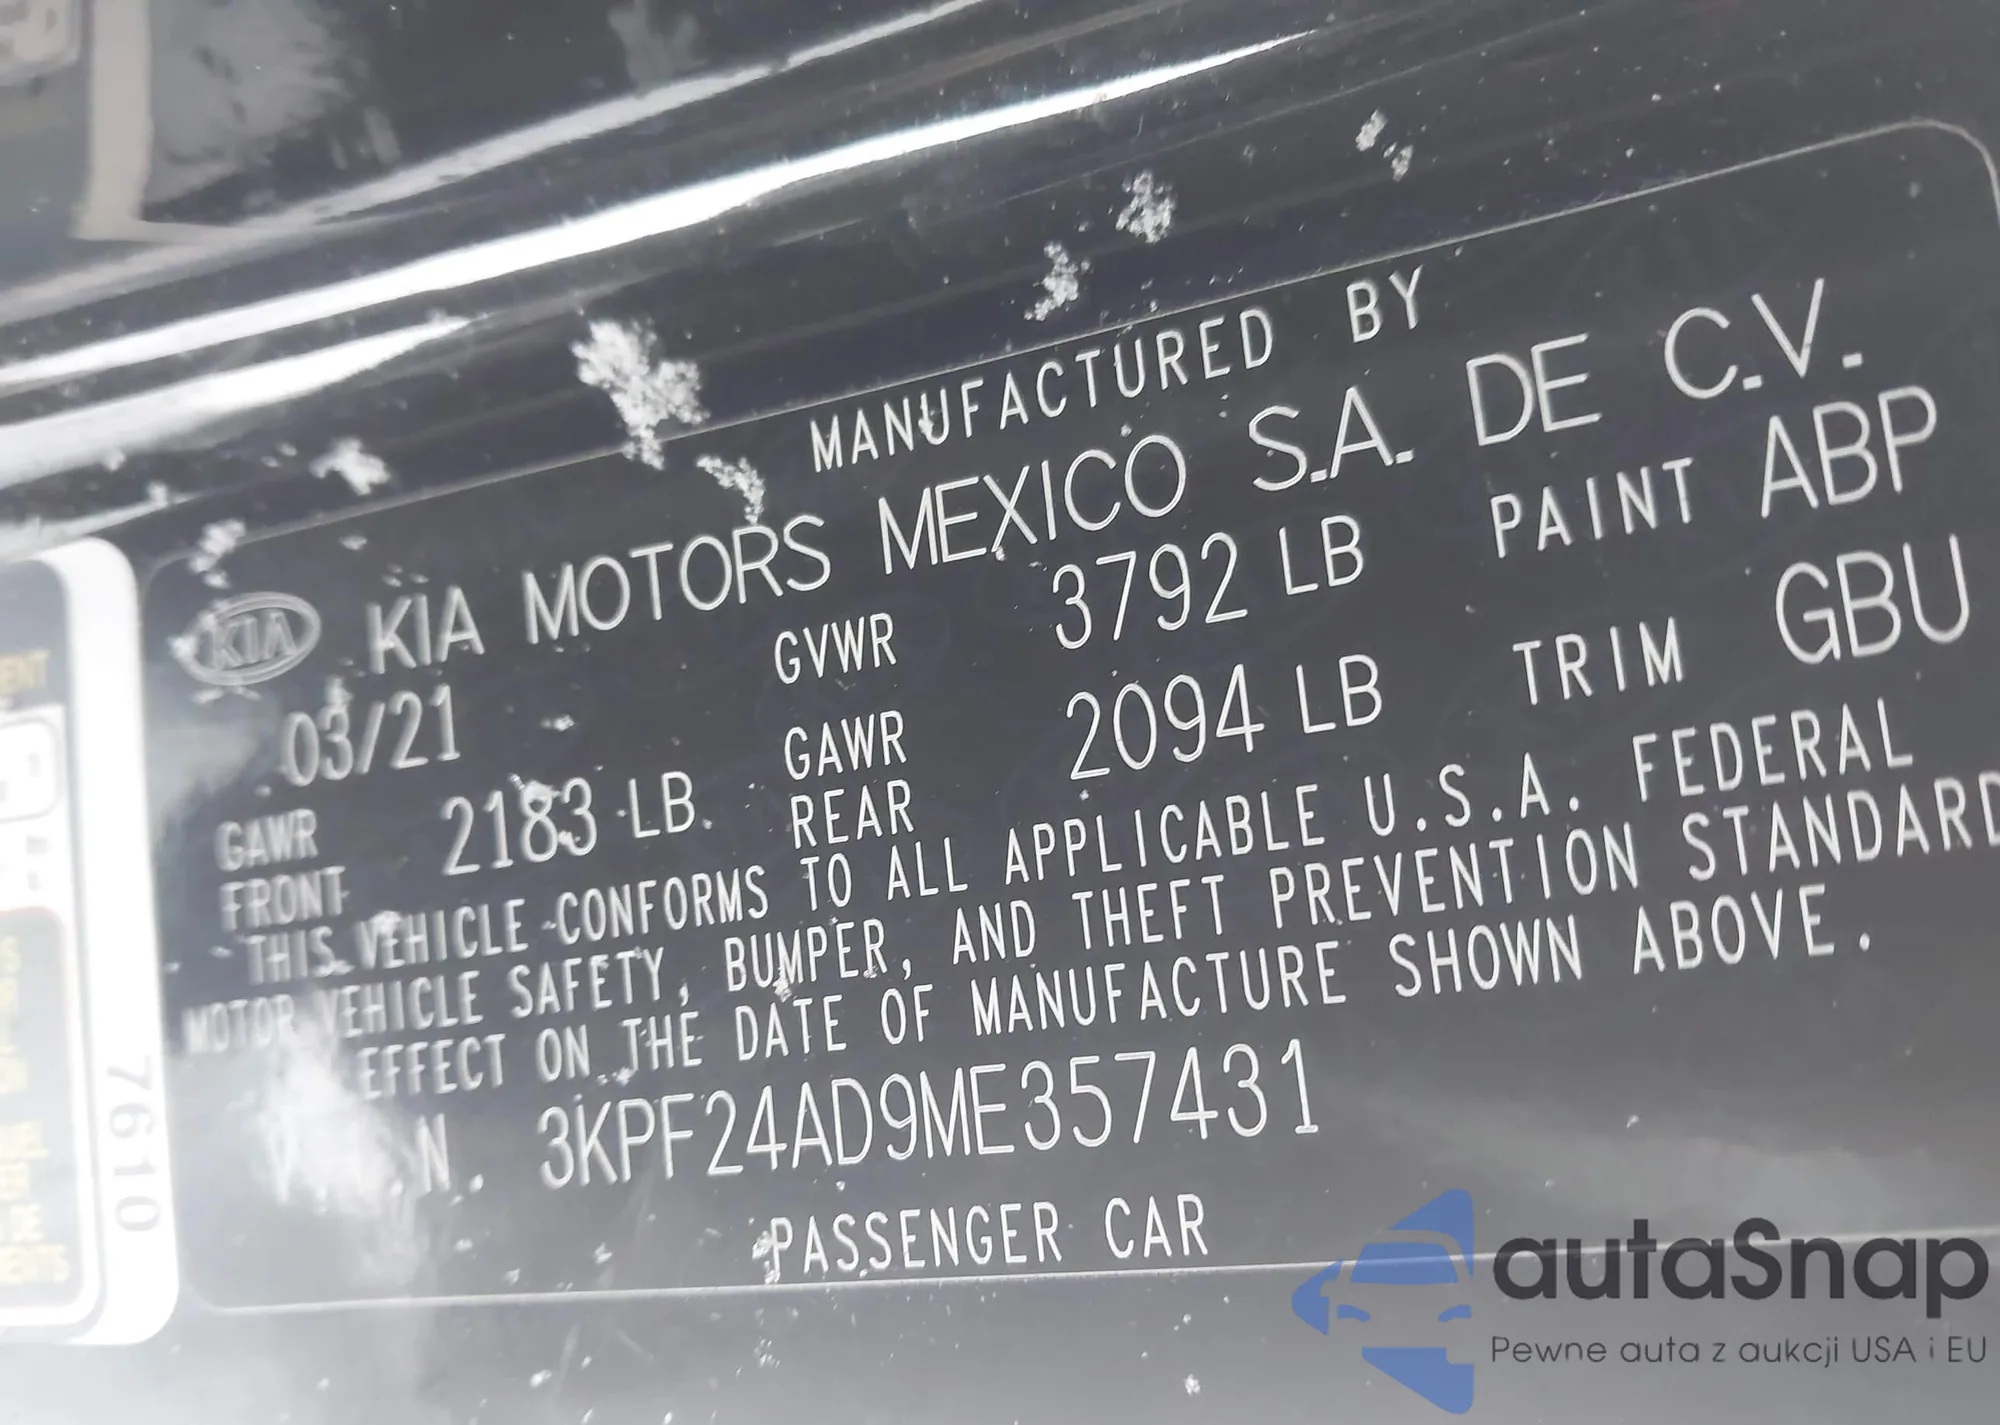 MANUFACTURED BY
KIA KIA MOTORS MEXICO S.A. DE C.V.
03/21 GVWR 3792 LB PAINT ABP
GAWR FRONT 2183 LB GAWR REAR 2094 LB TRIM GBU
THIS VEHICLE CONFORMS TO ALL APPLICABLE U.S.A. FEDERAL
MOTOR VEHICLE SAFETY, BUMPER, AND THEFT PREVENTION STANDARD
EFFECT ON THE DATE OF MANUFACTURE SHOWN ABOVE.
N. 3KPF24AD9ME357431
PASSENGER CAR
7610
autaSnap
Pewne auta z aukcji USA i EU